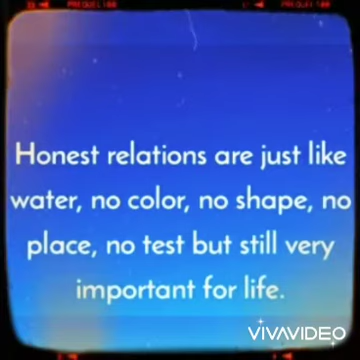 Honest relations are just like
water, no color, no shape, no
place, no test but still very
important for life.
VIVAVIDEO